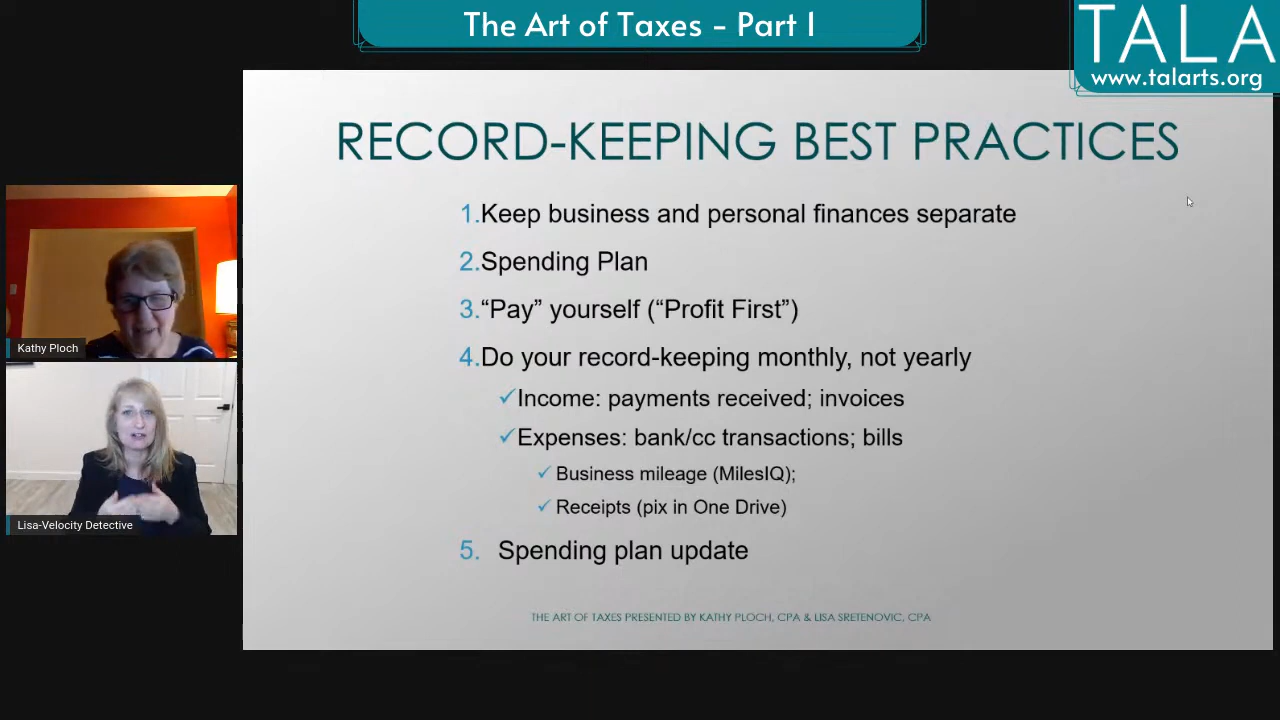 The Art of Taxes - Part 1
TALA
www.talarts.org
RECORD-KEEPING BEST PRACTICES
1.Keep business and personal finances separate
2.Spending Plan
3.“Pay” yourself (“Profit First”)
4.Do your record-keeping monthly, not yearly
✓Income: payments received; invoices
✓Expenses: bank/cc transactions; bills
✓Business mileage (MilesIQ);
✓Receipts (pix in One Drive)
5. Spending plan update
THE ART OF TAXES PRESENTED BY KATHY PLOCH, CPA & LISA SRETENOVIC, CPA
Kathy Ploch
Lisa-Velocity Detective